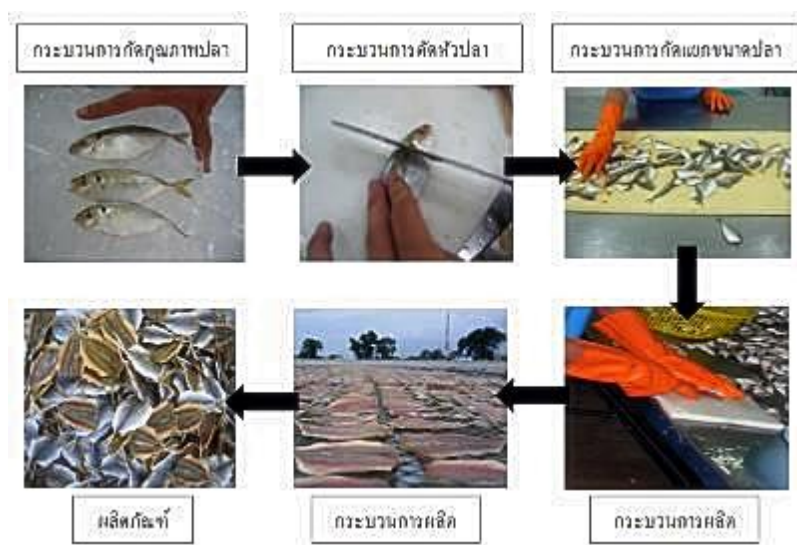 กระบวนการคัดคุณภาพปลา
กระบวนการตัดหัวปลา
กระบวนการคัดแยกขนาดปลา
กระบวนการผลิต
กระบวนการผลิต
ผลิตภัณฑ์